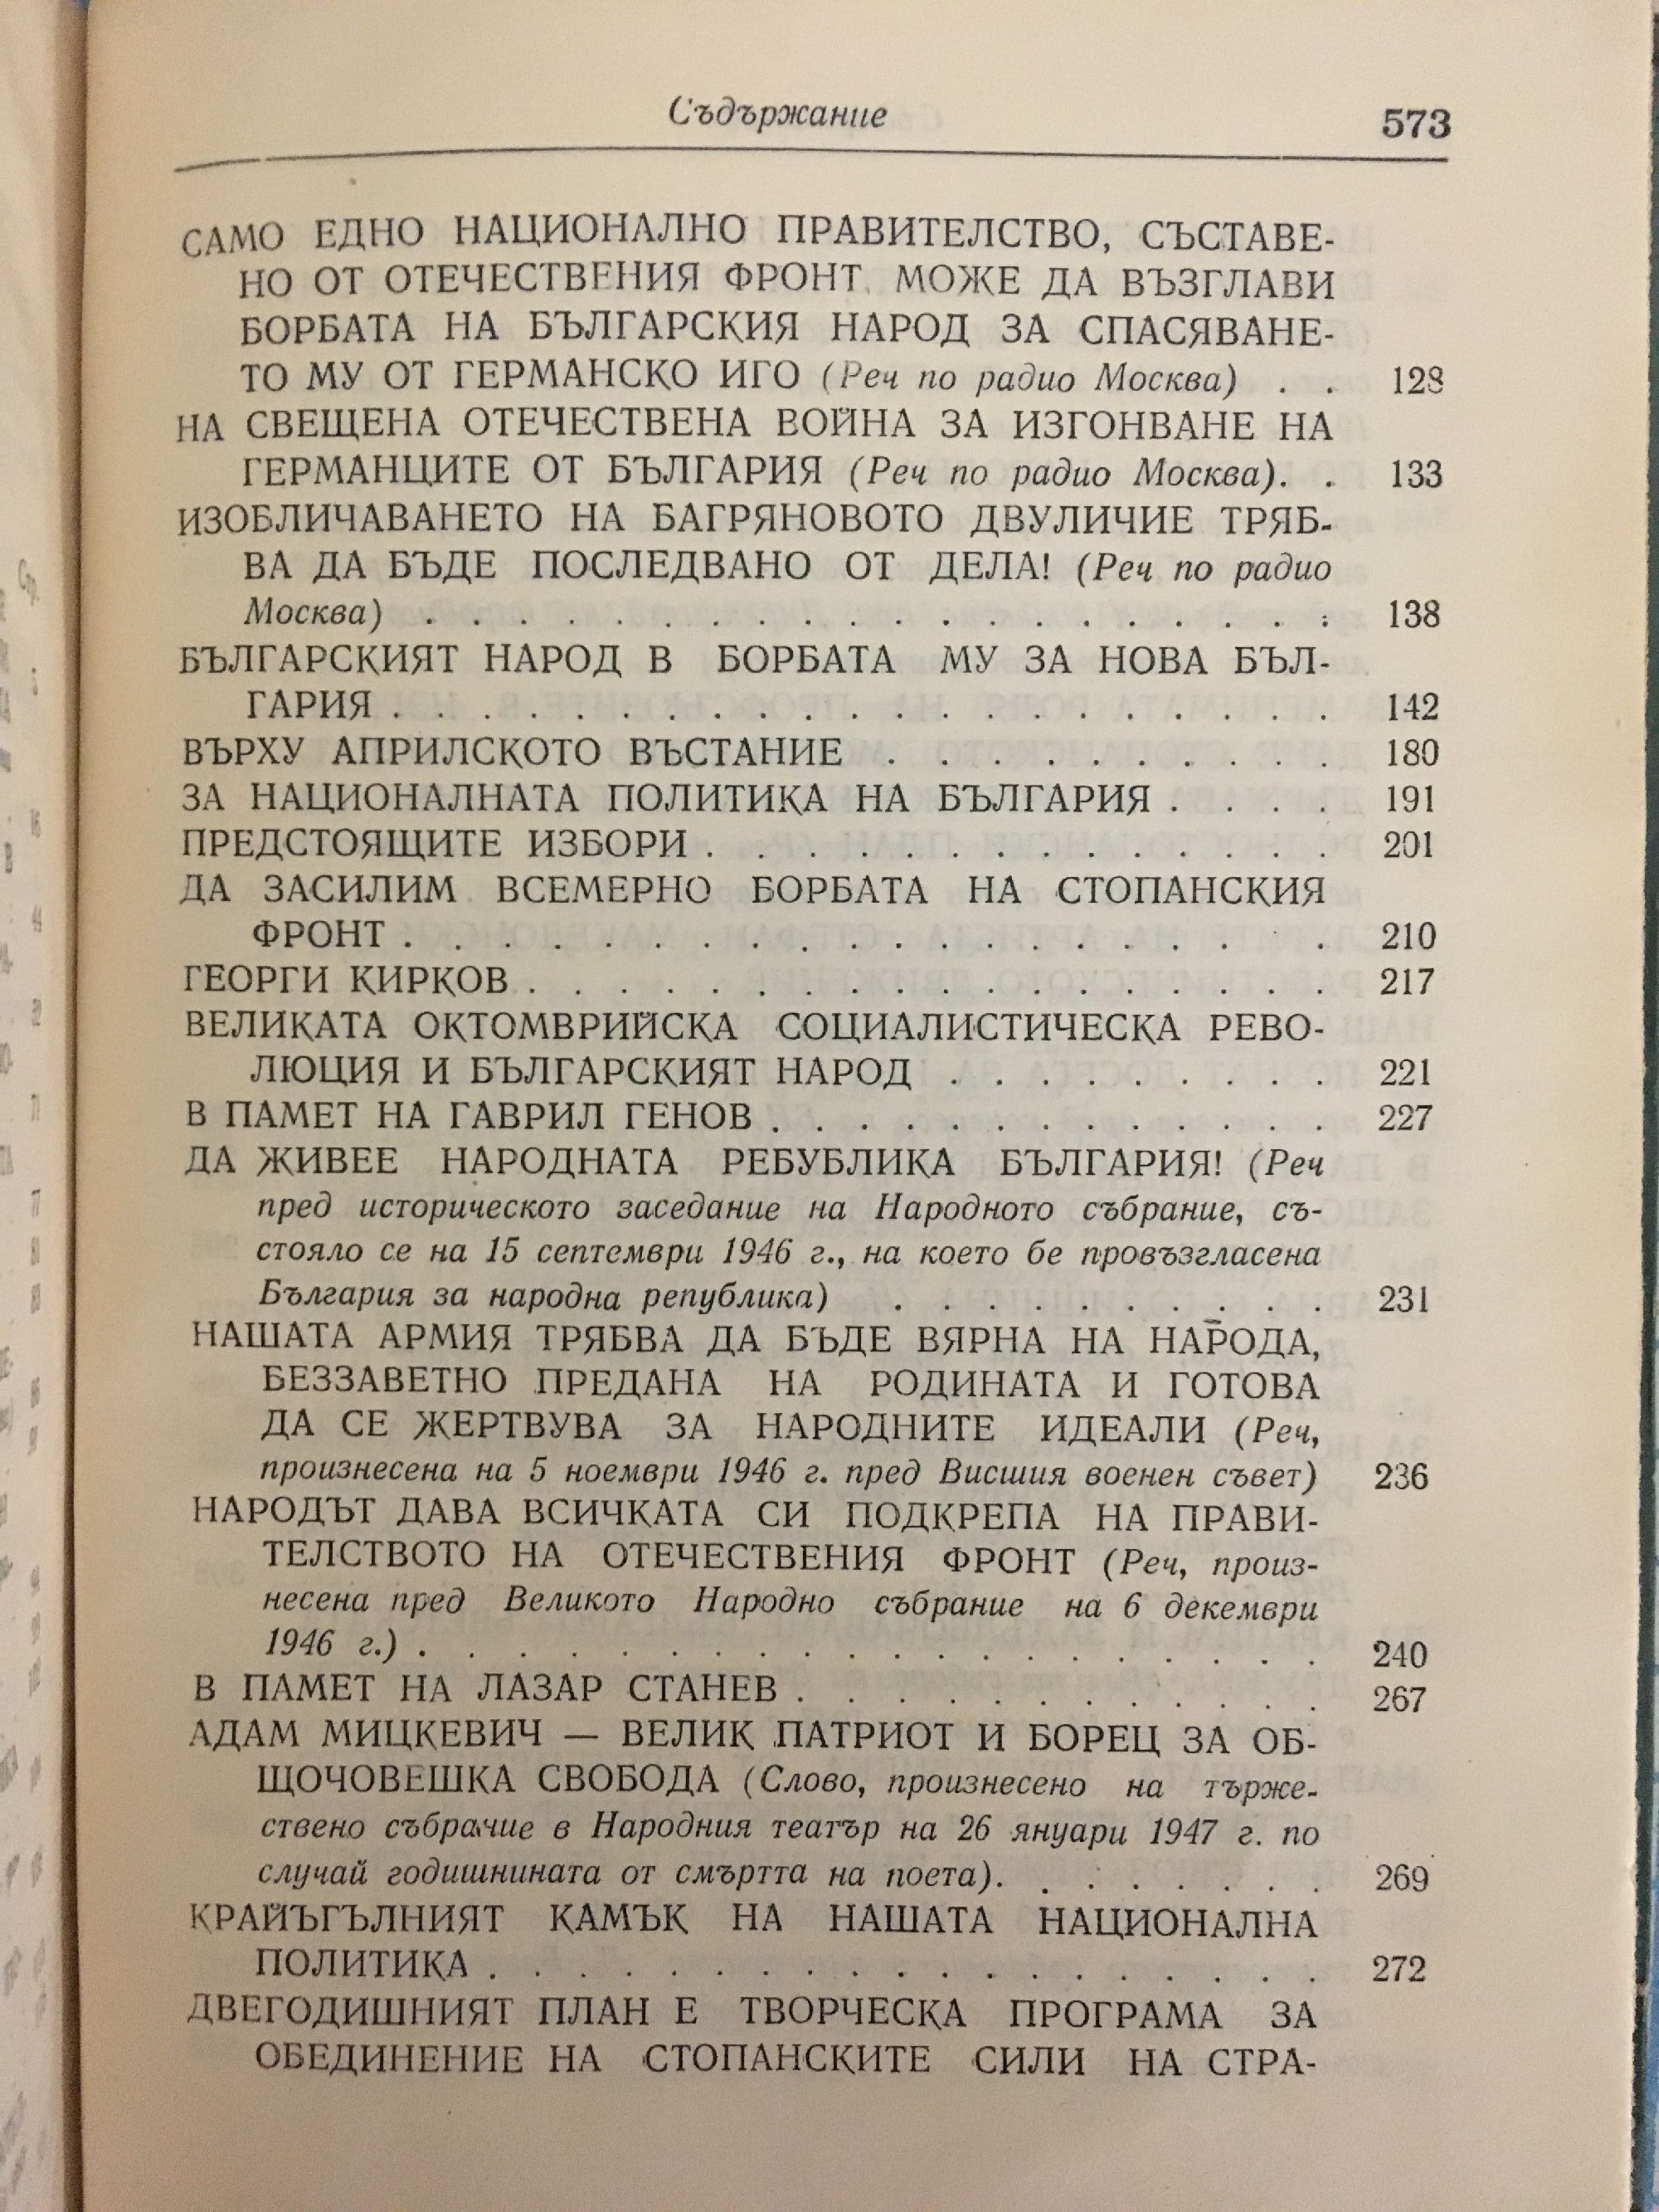 Съдържание 573
САМО ЕДНО НАЦИОНАЛНО ПРАВИТЕЛСТВО, СЪСТАВЕ-
НО ОТ ОТЕЧЕСТВЕНИЯ ФРОНТ, МОЖЕ ДА ВЪЗГЛАВИ
БОРБАТА НА БЪЛГАРСКИЯ НАРОД ЗА СПАСЯВАНЕ-
ТО МУ ОТ ГЕРМАНСКО ИГО (Реч по радио Москва) . . 128
НА СВЕЩЕНА ОТЕЧЕСТВЕНА ВОЙНА ЗА ИЗГОНВАНЕ НА
ГЕРМАНЦИТЕ ОТ БЪЛГАРИЯ (Реч по радио Москва). . 133
ИЗОБЛИЧАВАНЕТО НА БАГРЯНОВОТО ДВУЛИЧИЕ ТРЯБ-
ВА ДА БЪДЕ ПОСЛЕДВАНО ОТ ДЕЛА! (Реч по радио
Москва) . . . . . . . . . . . . . . . . . . . . 138
БЪЛГАРСКИЯТ НАРОД В БОРБАТА МУ ЗА НОВА БЪЛ-
ГАРИЯ . . . . . . . . . . . . . . . . . . . . . 142
ВЪРХУ АПРИЛСКОТО ВЪСТАНИЕ . . . . . . . . . . 180
ЗА НАЦИОНАЛНАТА ПОЛИТИКА НА БЪЛГАРИЯ . . . . 191
ПРЕДСТОЯЩИТЕ ИЗБОРИ . . . . . . . . . . . . . . 201
ДА ЗАСИЛИМ ВСЕМЕРНО БОРБАТА НА СТОПАНСКИЯ
ФРОНТ . . . . . . . . . . . . . . . . . . . . 210
ГЕОРГИ КИРКОВ . . . . . . . . . . . . . . . . . . 217
ВЕЛИКАТА ОКТОМВРИЙСКА СОЦИАЛИСТИЧЕСКА РЕВО-
ЛЮЦИЯ И БЪЛГАРСКИЯТ НАРОД . . . . . . . . . 221
В ПАМЕТ НА ГАВРИЛ ГЕНОВ . . . . . . . . . . . . . 227
ДА ЖИВЕЕ НАРОДНАТА РЕБУБЛИКА БЪЛГАРИЯ! (Реч
пред историческото заседание на Народното събрание, съ-
стояло се на 15 септември 1946 г., на което бе провъзгласена
България за народна република) . . . . . . . . . . 231
НАШАТА АРМИЯ ТРЯБВА ДА БЪДЕ ВЯРНА НА НАРОДА,
БЕЗЗАВЕТНО ПРЕДАНА НА РОДИНАТА И ГОТОВА
ДА СЕ ЖЕРТВУВА ЗА НАРОДНИТЕ ИДЕАЛИ (Реч,
произнесена на 5 ноември 1946 г. пред Висшия военен съвет) 236
НАРОДЪТ ДАВА ВСИЧКАТА СИ ПОДКРЕПА НА ПРАВИ-
ТЕЛСТВОТО НА ОТЕЧЕСТВЕНИЯ ФРОНТ (Реч, произ-
несена пред Великото Народно събрание на 6 декември
1946 г.) . . . . . . . . . . . . . . . . . . . . 240
В ПАМЕТ НА ЛАЗАР СТАНЕВ . . . . . . . . . . . . 267
АДАМ МИЦКЕВИЧ — ВЕЛИК ПАТРИОТ И БОРЕЦ ЗА ОБ-
ЩОЧОВЕШКА СВОБОДА (Слово, произнесено на търже-
ствено събрание в Народния театър на 26 януари 1947 г. по
случай годишнината от смъртта на поета). . . . . . . . 269
КРАЙЪГЪЛНИЯТ КАМЪК НА НАШАТА НАЦИОНАЛНА
ПОЛИТИКА . . . . . . . . . . . . . . . . . . . 272
ДВЕГОДИШНИЯТ ПЛАН Е ТВОРЧЕСКА ПРОГРАМА ЗА
ОБЕДИНЕНИЕ НА СТОПАНСКИТЕ СИЛИ НА СТРА-